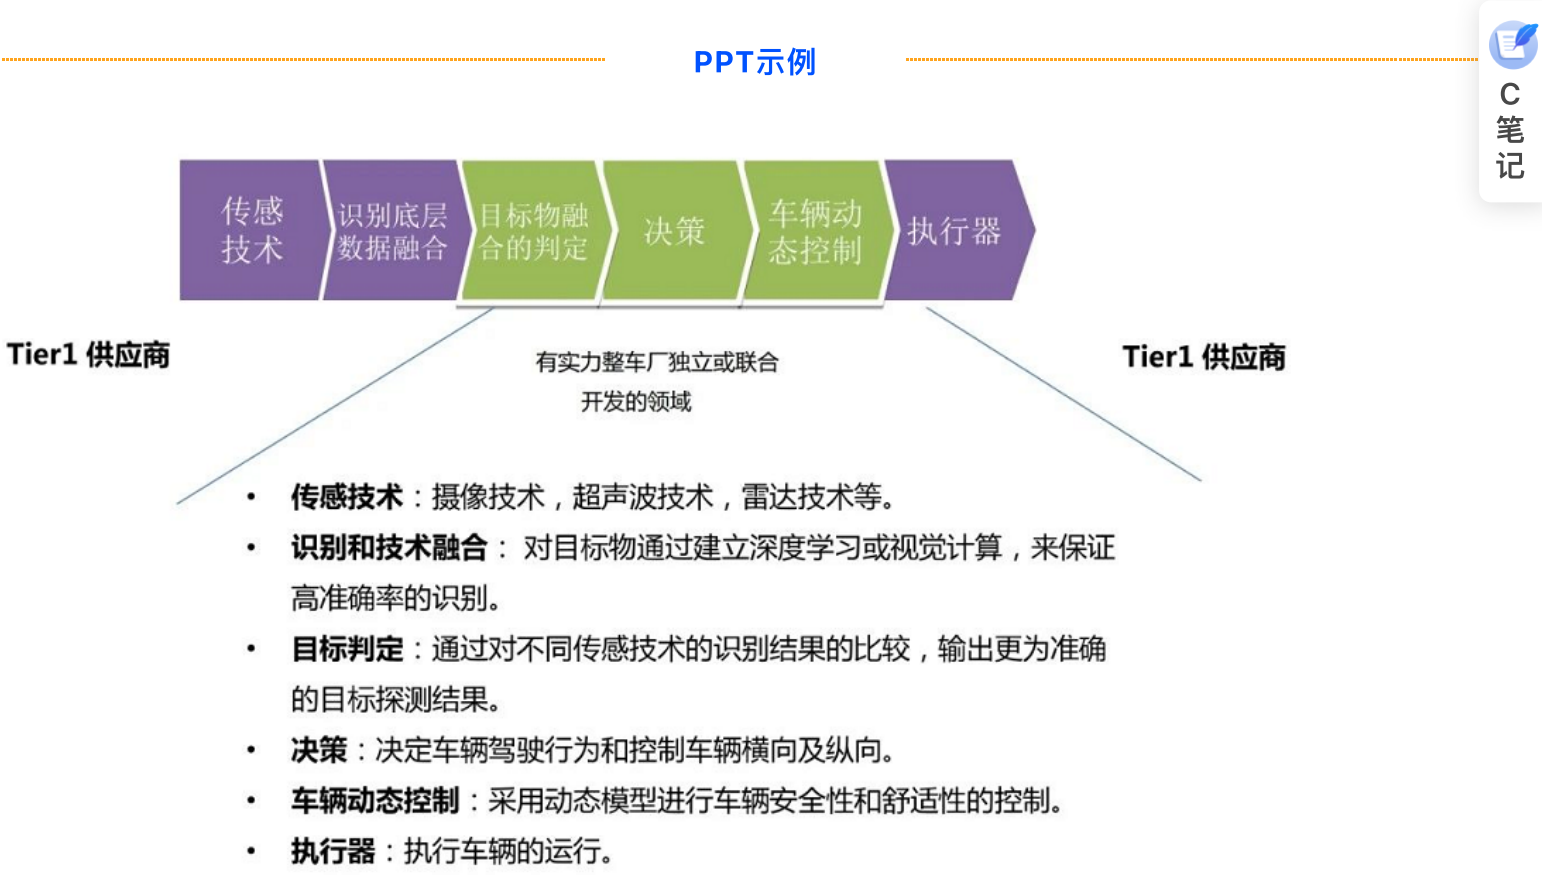 PPT示例
C
笔
记
传感
技术
识别底层
数据融合
目标物融
合的判定
决策
车辆动
态控制
执行器
Tier1 供应商
有实力整车厂独立或联合
开发的领域
Tier1 供应商
• 传感技术：摄像技术，超声波技术，雷达技术等。
• 识别和技术融合： 对目标物通过建立深度学习或视觉计算，来保证
高准确率的识别。
• 目标判定：通过对不同传感技术的识别结果的比较，输出更为准确
的目标探测结果。
• 决策：决定车辆驾驶行为和控制车辆横向及纵向。
• 车辆动态控制：采用动态模型进行车辆安全性和舒适性的控制。
• 执行器：执行车辆的运行。